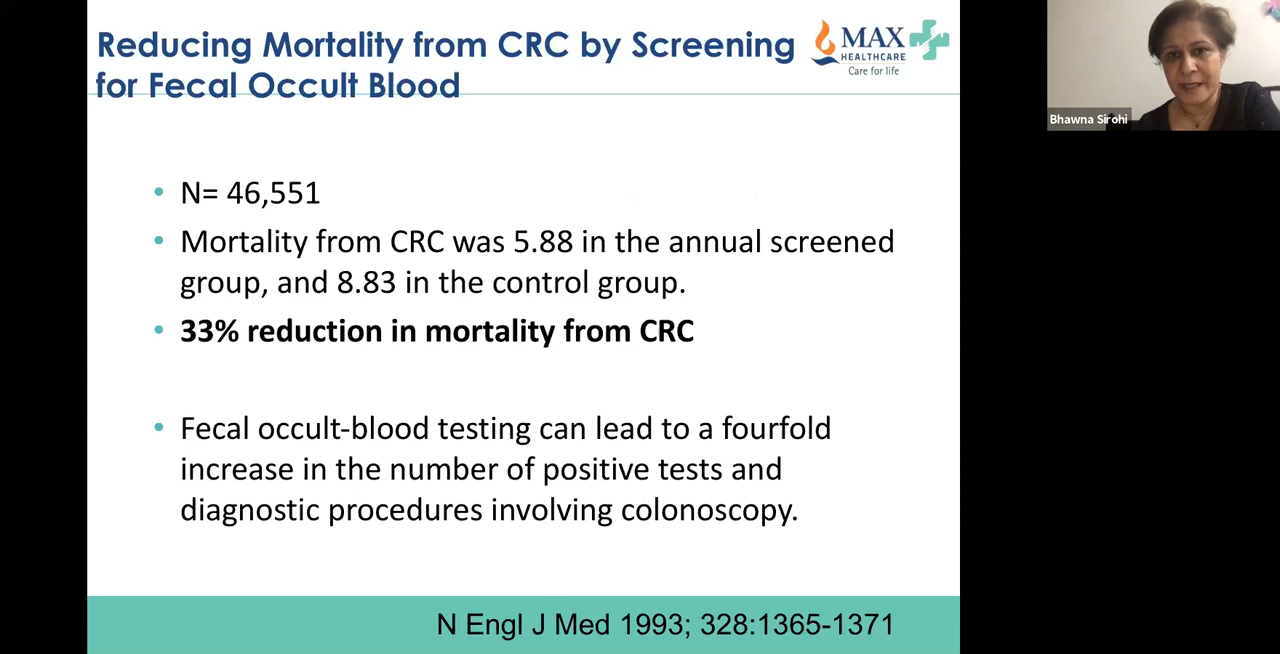 Reducing Mortality from CRC by Screening
for Fecal Occult Blood
MAX
HEALTHCARE
Care for life
Bhawna Sirohi
• N= 46,551
• Mortality from CRC was 5.88 in the annual screened
group, and 8.83 in the control group.
• 33% reduction in mortality from CRC
• Fecal occult-blood testing can lead to a fourfold
increase in the number of positive tests and
diagnostic procedures involving colonoscopy.
N Engl J Med 1993; 328:1365-1371